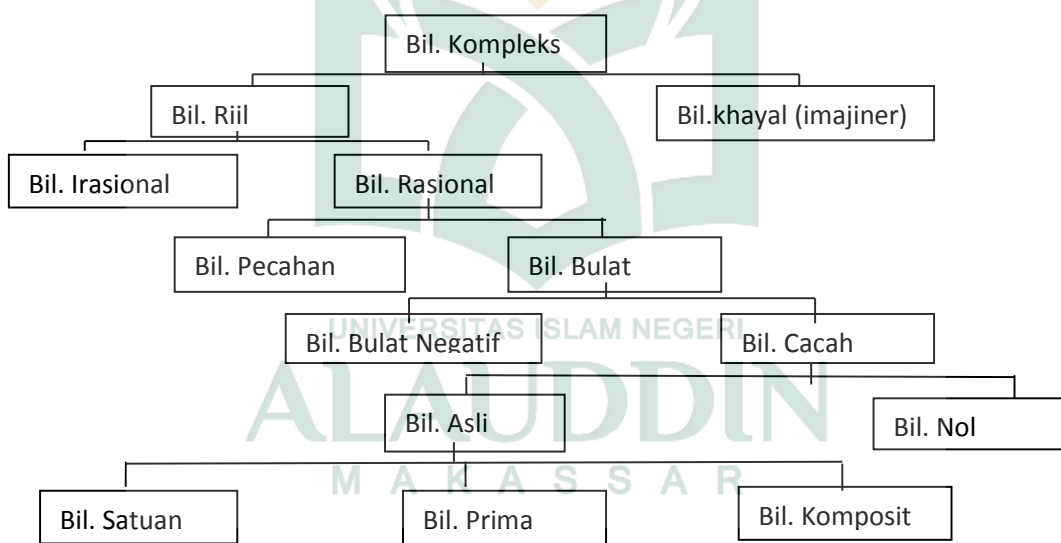 Bil. Kompleks
Bil. Riil
Bil.khayal (imajiner)
Bil. Irasional
Bil. Rasional
Bil. Pecahan
Bil. Bulat
UNIVERSITAS ISLAM NEGERI
Bil. Bulat Negatif
Bil. Cacah
ALAUDDIN
Bil. Asli
Bil. Nol
MAKASSAR
Bil. Satuan
Bil. Prima
Bil. Komposit